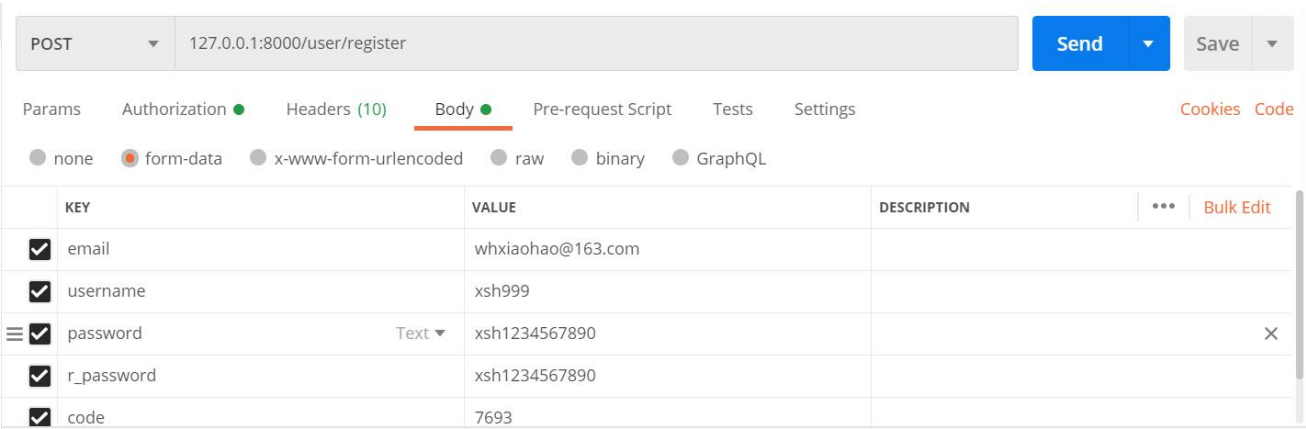 POST 127.0.0.1:8000/user/register Send Save
Params Authorization Headers (10) Body Pre-request Script Tests Settings Cookies Code
none form-data x-www-form-urlencoded raw binary GraphQL
KEY VALUE DESCRIPTION ••• Bulk Edit
email whxiaohao@163.com
username xsh999
password Text xsh1234567890
r_password xsh1234567890
code 7693